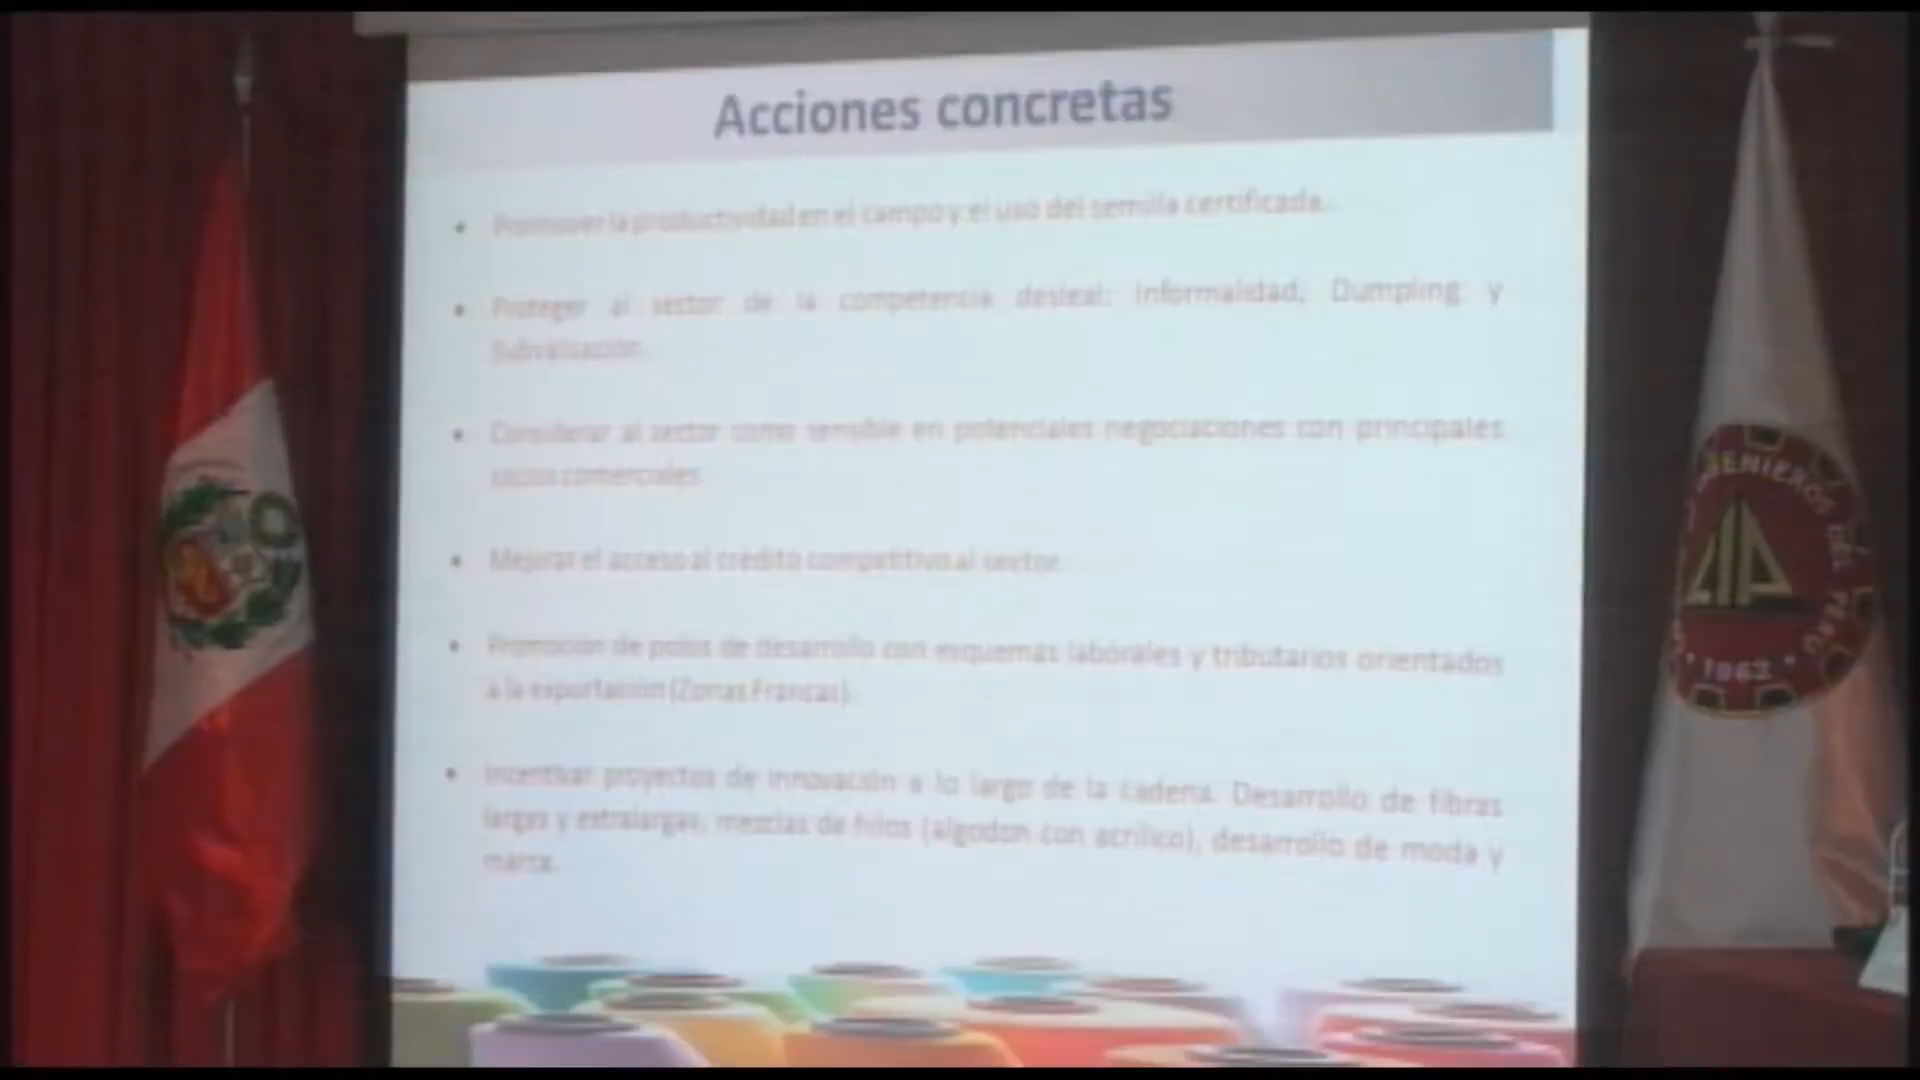 Acciones concretas
• Promover la productividad en el campo y el uso del semilla certificada.
• Proteger al sector de la competencia desleal: Informalidad, Dumping y
Subvaluación.
• Considerar al sector como sensible en potenciales negociaciones con principales
socios comerciales.
• Mejorar el acceso al crédito competitivo al sector.
• Promoción de polos de desarrollo con esquemas laborales y tributarios orientados
a la exportación (Zonas Francas).
• Incentivar proyectos de innovación a lo largo de la cadena. Desarrollo de fibras
largas y extralargas, mezclas de hilos (algodon con acrílico), desarrollo de moda y
marca.
DEL PERU
CIP
• 1962 •